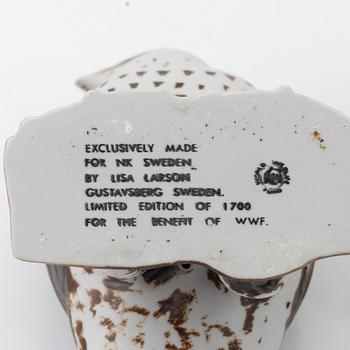 EXCLUSIVELY MADE
FOR NK SWEDEN
BY LISA LARSON
GUSTAVSBERG SWEDEN.
LIMITED EDITION OF 1700
FOR THE BENEFIT OF WWF.